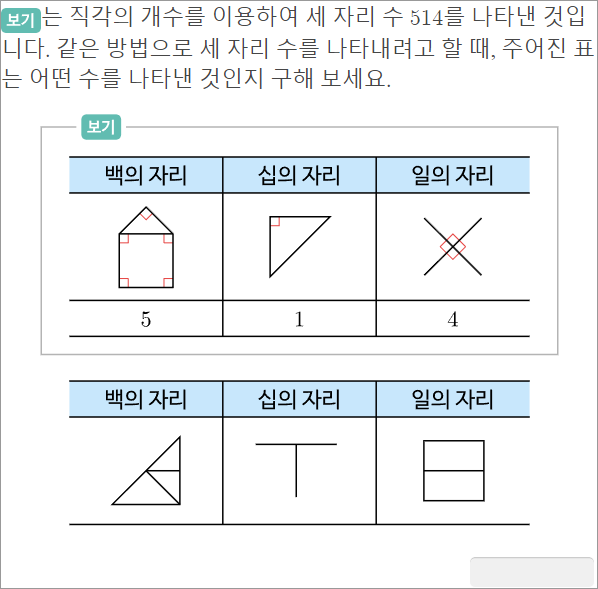 보기는 직각의 개수를 이용하여 세 자리 수 514를 나타낸 것입
니다. 같은 방법으로 세 자리 수를 나타내려고 할 때, 주어진 표
는 어떤 수를 나타낸 것인지 구해 보세요.
보기
백의 자리 십의 자리 일의 자리
5 1 4
백의 자리 십의 자리 일의 자리